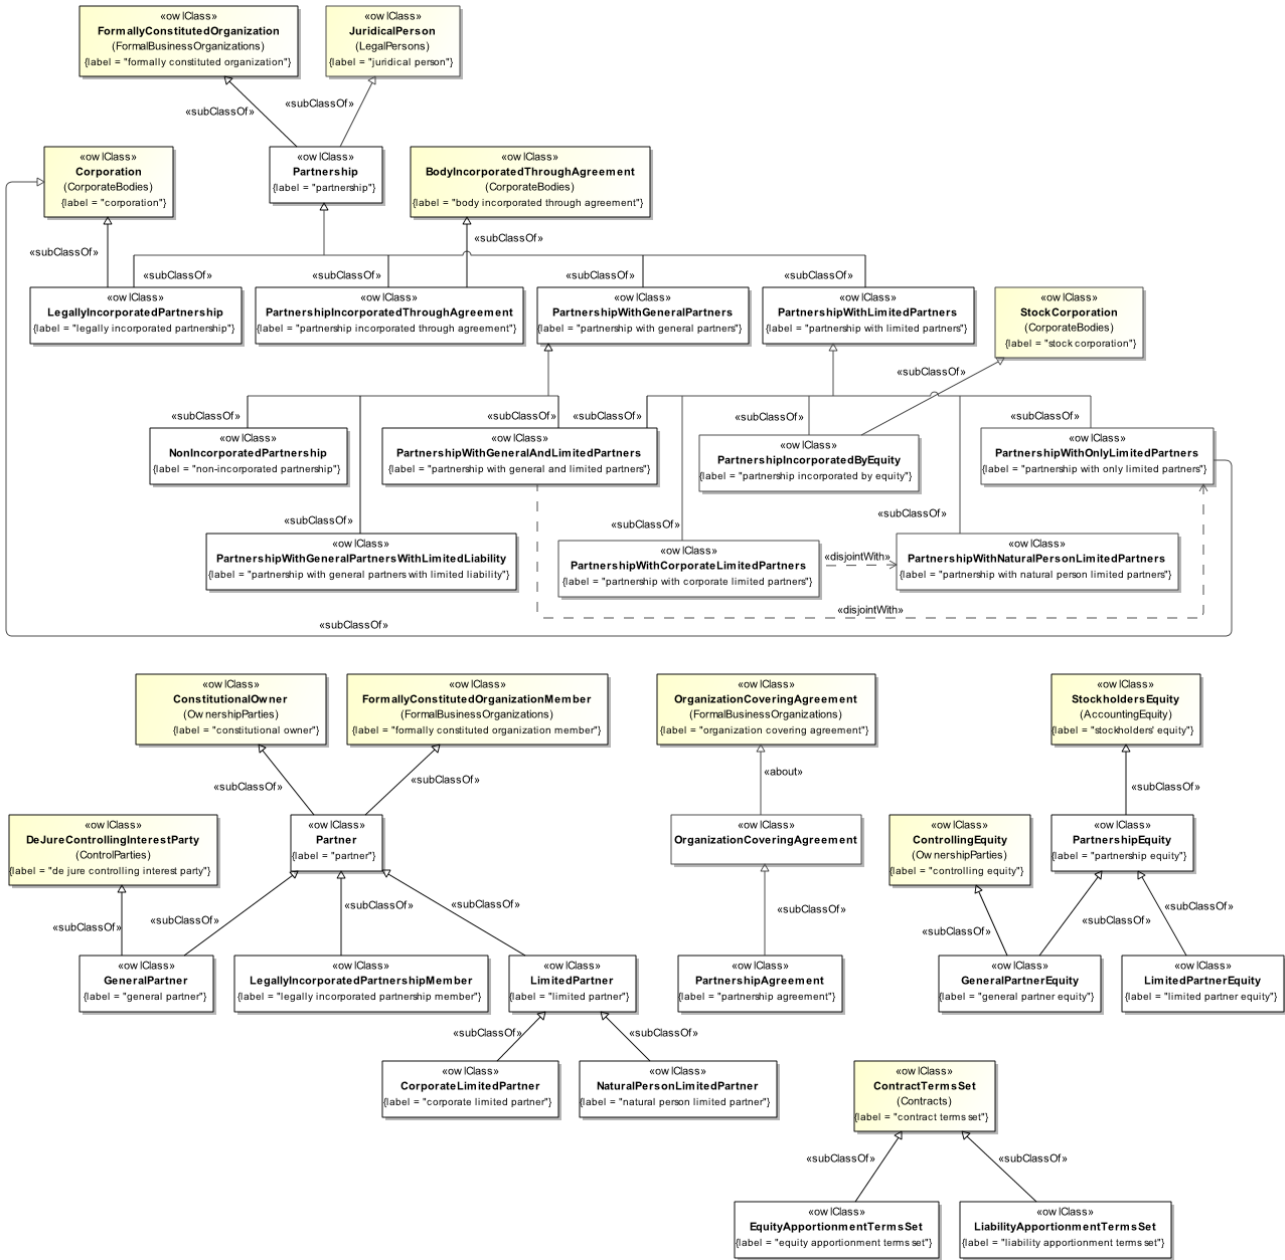 «owlClass»
FormallyConstitutedOrganization
(FormalBusinessOrganizations)
{label = "formally constituted organization"}
«owlClass»
JuridicalPerson
(LegalPersons)
{label = "juridical person"}
«subClassOf»
«subClassOf»
«owlClass»
Corporation
(CorporateBodies)
{label = "corporation"}
«owlClass»
Partnership
{label = "partnership"}
«owlClass»
BodyIncorporatedThroughAgreement
(CorporateBodies)
{label = "body incorporated through agreement"}
«subClassOf»
«subClassOf»
«subClassOf»
«subClassOf»
«subClassOf»
«subClassOf»
«owlClass»
LegallyIncorporatedPartnership
{label = "legally incorporated partnership"}
«owlClass»
PartnershipIncorporatedThroughAgreement
{label = "partnership incorporated through agreement"}
«owlClass»
PartnershipWithGeneralPartners
{label = "partnership with general partners"}
«owlClass»
PartnershipWithLimitedPartners
{label = "partnership with limited partners"}
«owlClass»
StockCorporation
(CorporateBodies)
{label = "stock corporation"}
«subClassOf»
«subClassOf»
«subClassOf»
«subClassOf»
«subClassOf»
«subClassOf»
«owlClass»
NonIncorporatedPartnership
{label = "non-incorporated partnership"}
«owlClass»
PartnershipWithGeneralAndLimitedPartners
{label = "partnership with general and limited partners"}
«owlClass»
PartnershipIncorporatedByEquity
{label = "partnership incorporated by equity"}
«owlClass»
PartnershipWithOnlyLimitedPartners
{label = "partnership with only limited partners"}
«subClassOf»
«subClassOf»
«subClassOf»
«owlClass»
PartnershipWithGeneralPartnersWithLimitedLiability
{label = "partnership with general partners with limited liability"}
«owlClass»
PartnershipWithCorporateLimitedPartners
{label = "partnership with corporate limited partners"}
«disjointWith»
«owlClass»
PartnershipWithNaturalPersonLimitedPartners
{label = "partnership with natural person limited partners"}
«disjointWith»
«subClassOf»
«owlClass»
ConstitutionalOwner
(OwnershipParties)
{label = "constitutional owner"}
«owlClass»
FormallyConstitutedOrganizationMember
(FormalBusinessOrganizations)
{label = "formally constituted organization member"}
«owlClass»
OrganizationCoveringAgreement
(FormalBusinessOrganizations)
{label = "organization covering agreement"}
«owlClass»
StockholdersEquity
(AccountingEquity)
{label = "stockholders' equity"}
«subClassOf»
«subClassOf»
«about»
«subClassOf»
«owlClass»
DeJureControllingInterestParty
(ControlParties)
{label = "de jure controlling interest party"}
«owlClass»
Partner
{label = "partner"}
«owlClass»
OrganizationCoveringAgreement
«owlClass»
ControllingEquity
(OwnershipParties)
{label = "controlling equity"}
«owlClass»
PartnershipEquity
{label = "partnership equity"}
«subClassOf»
«subClassOf»
«subClassOf»
«subClassOf»
«subClassOf»
«subClassOf»
«subClassOf»
«subClassOf»
«owlClass»
GeneralPartner
{label = "general partner"}
«owlClass»
LegallyIncorporatedPartnershipMember
{label = "legally incorporated partnership member"}
«owlClass»
LimitedPartner
{label = "limited partner"}
«owlClass»
PartnershipAgreement
{label = "partnership agreement"}
«owlClass»
GeneralPartnerEquity
{label = "general partner equity"}
«owlClass»
LimitedPartnerEquity
{label = "limited partner equity"}
«subClassOf»
«subClassOf»
«owlClass»
CorporateLimitedPartner
{label = "corporate limited partner"}
«owlClass»
NaturalPersonLimitedPartner
{label = "natural person limited partner"}
«owlClass»
ContractTermsSet
(Contracts)
{label = "contract terms set"}
«subClassOf»
«subClassOf»
«owlClass»
EquityApportionmentTermsSet
{label = "equity apportionment terms set"}
«owlClass»
LiabilityApportionmentTermsSet
{label = "liability apportionment terms set"}